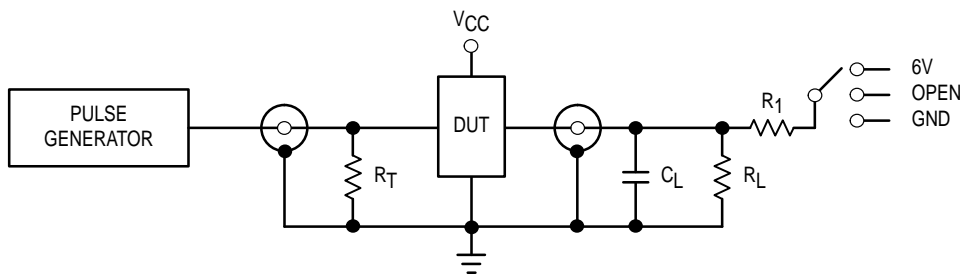 VCC
PULSE
GENERATOR
RT
DUT
CL
RL
R1
6V
OPEN
GND